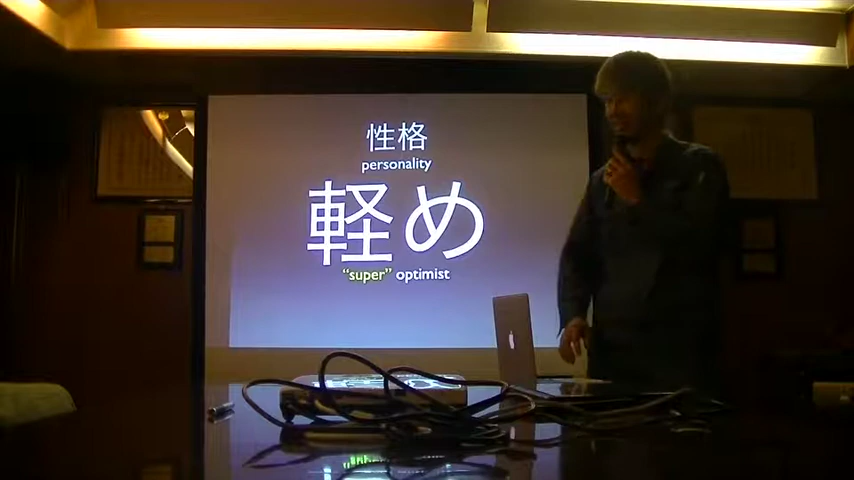 性格
personality
軽め
“super” optimist